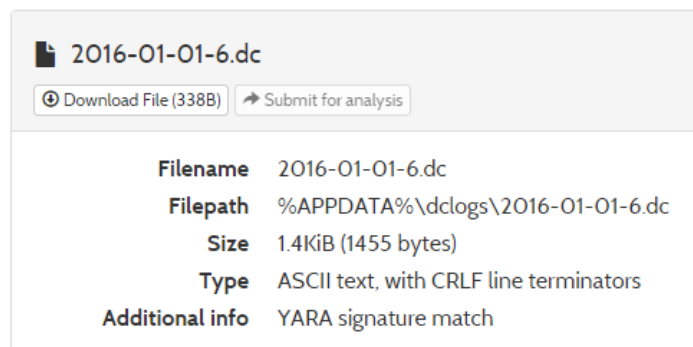 2016-01-01-6.dc
Download File (338B) Submit for analysis
Filename 2016-01-01-6.dc
Filepath %APPDATA%\dclogs\2016-01-01-6.dc
Size 1.4KiB (1455 bytes)
Type ASCII text, with CRLF line terminators
Additional info YARA signature match